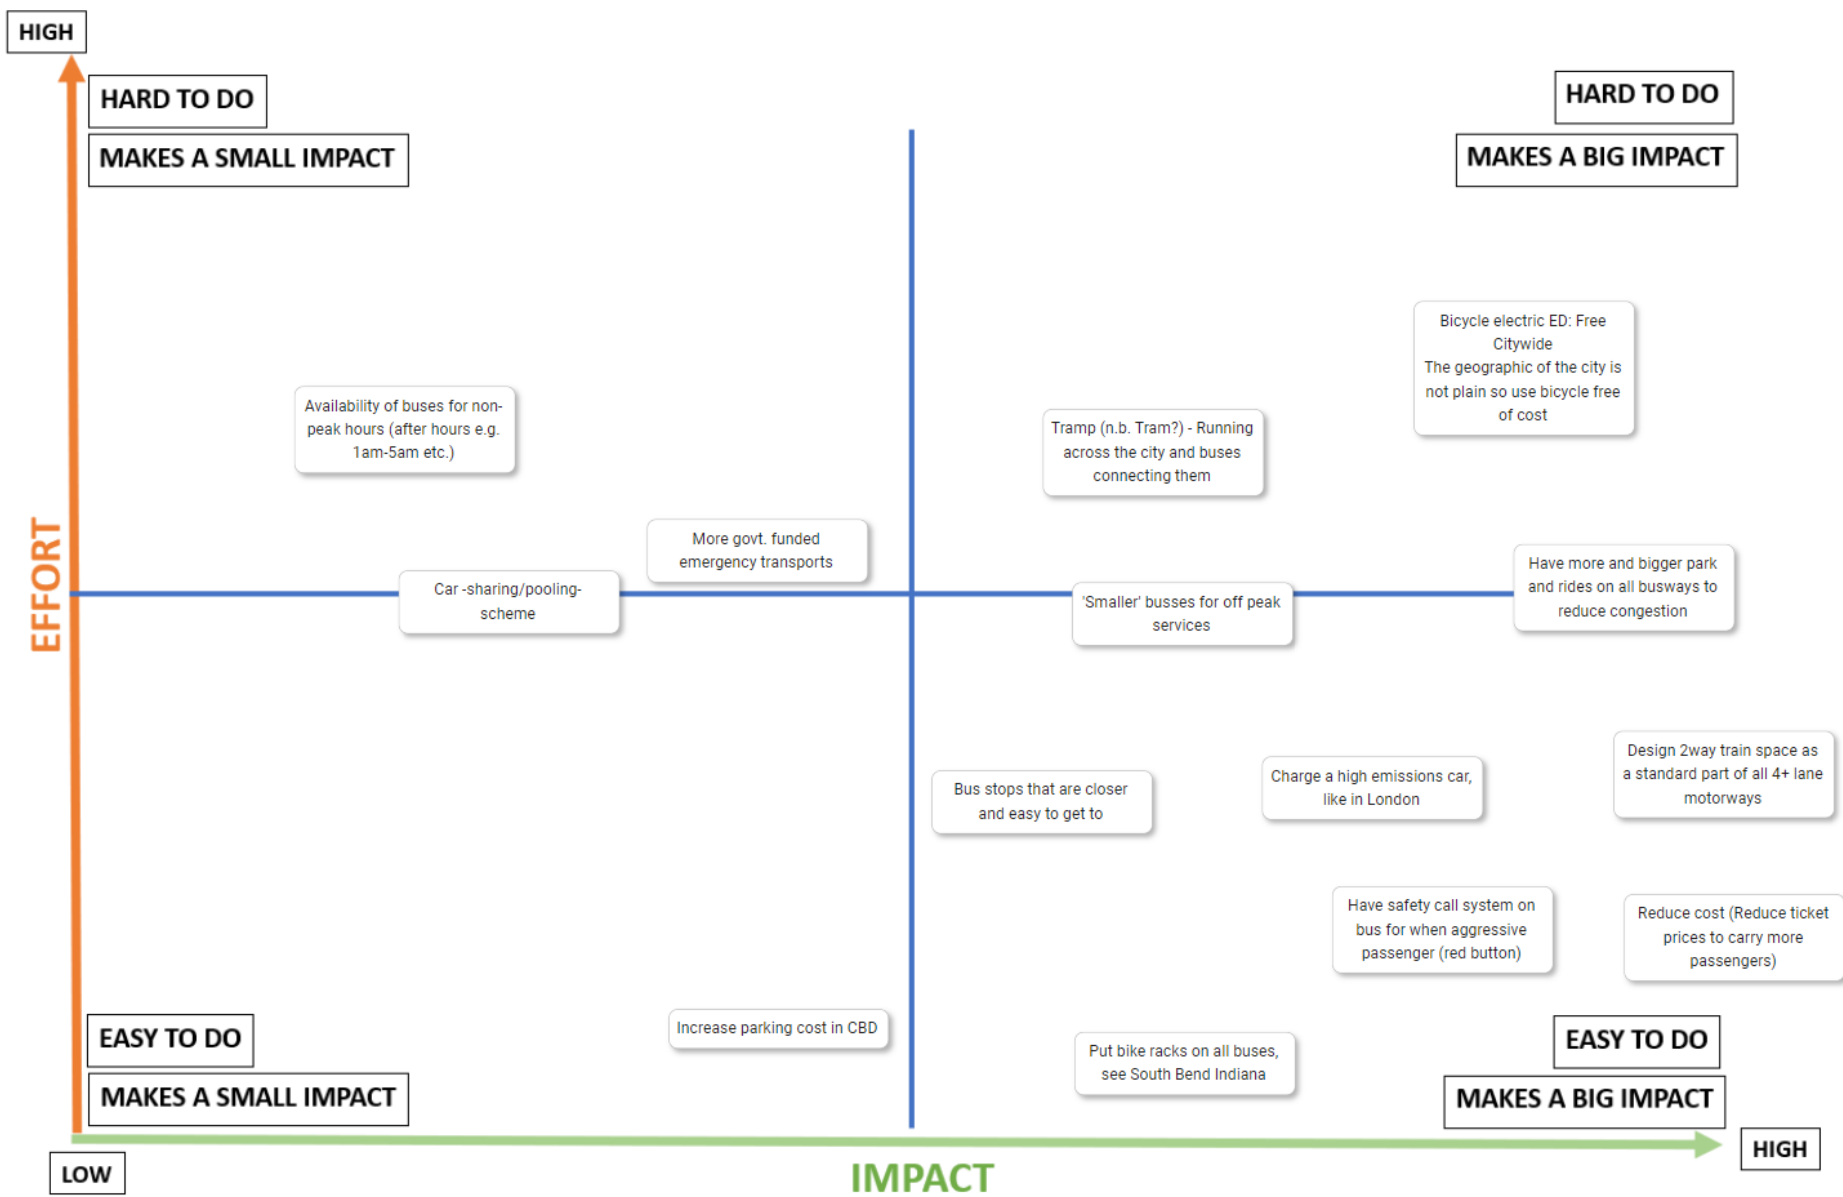 HIGH
HARD TO DO
MAKES A SMALL IMPACT
HARD TO DO
MAKES A BIG IMPACT
Bicycle electric ED: Free
Citywide
The geographic of the city is
not plain so use bicycle free
of cost
Availability of buses for non-
peak hours (after hours e.g.
1am-5am etc.)
Tramp (n.b. Tram?) - Running
across the city and buses
connecting them
More govt. funded
emergency transports
Have more and bigger park
and rides on all busways to
reduce congestion
Car -sharing/pooling-
scheme
'Smaller' busses for off peak
services
EFFORT
Bus stops that are closer
and easy to get to
Charge a high emissions car,
like in London
Design 2way train space as
a standard part of all 4+ lane
motorways
Have safety call system on
bus for when aggressive
passenger (red button)
Reduce cost (Reduce ticket
prices to carry more
passengers)
Increase parking cost in CBD
Put bike racks on all buses,
see South Bend Indiana
EASY TO DO
MAKES A SMALL IMPACT
EASY TO DO
MAKES A BIG IMPACT
LOW
IMPACT
HIGH